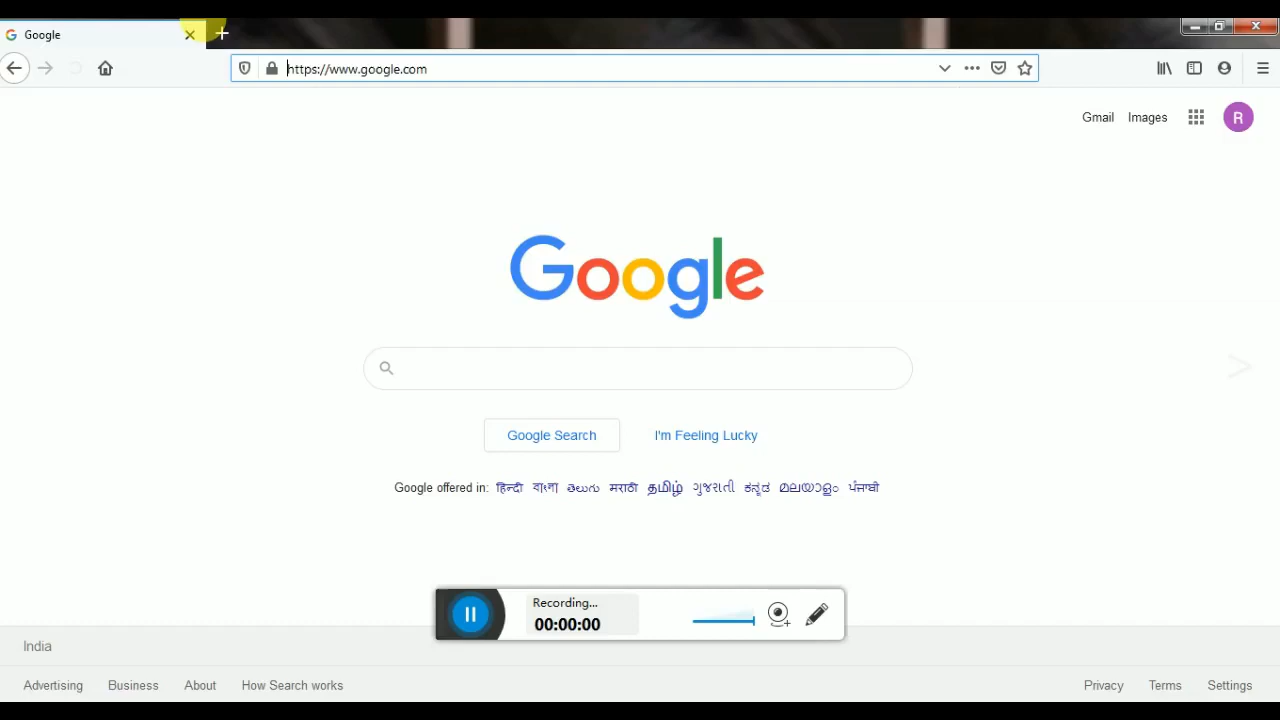 Google
https://www.google.com
Gmail Images
R
Google
Google Search I'm Feeling Lucky
Google offered in: हिन्दी বাংলা తెలుగు मराठी தமிழ் ગુજરાતી ಕನ್ನಡ മലയാളം ਪੰਜਾਬੀ
Recording...
00:00:00
India
Advertising Business About How Search works Privacy Terms Settings